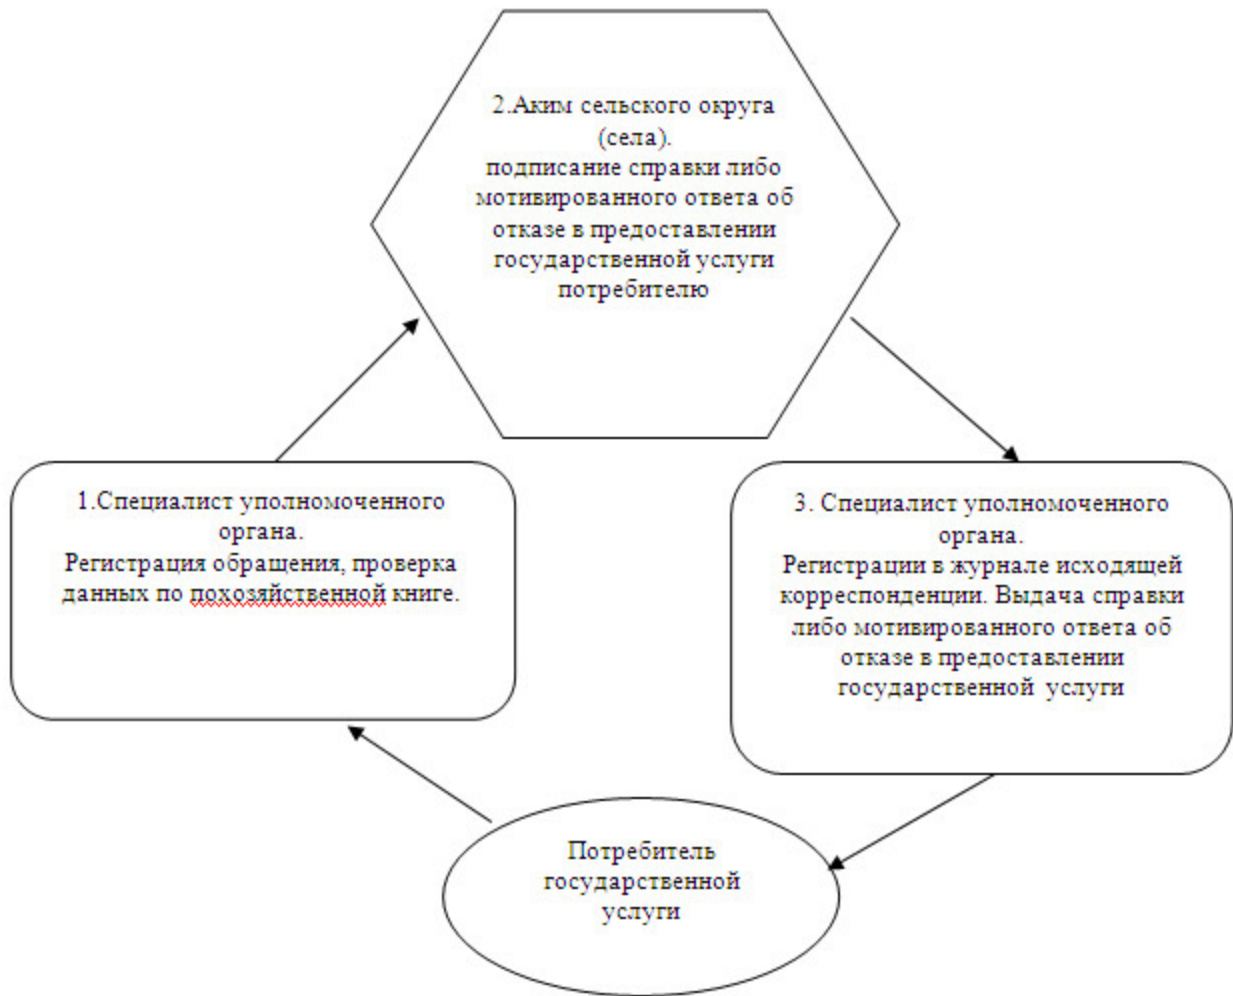 2.Аким сельского округа
(села).
подписание справки либо
мотивированного ответа об
отказе в предоставлении
государственной услуги
потребителю
1.Специалист уполномоченного
органа.
Регистрация обращения, проверка
данных по похозяйственной книге.
3. Специалист уполномоченного
органа.
Регистрации в журнале исходящей
корреспонденции. Выдача справки
либо мотивированного ответа об
отказе в предоставлении
государственной услуги
Потребитель
государственной
услуги